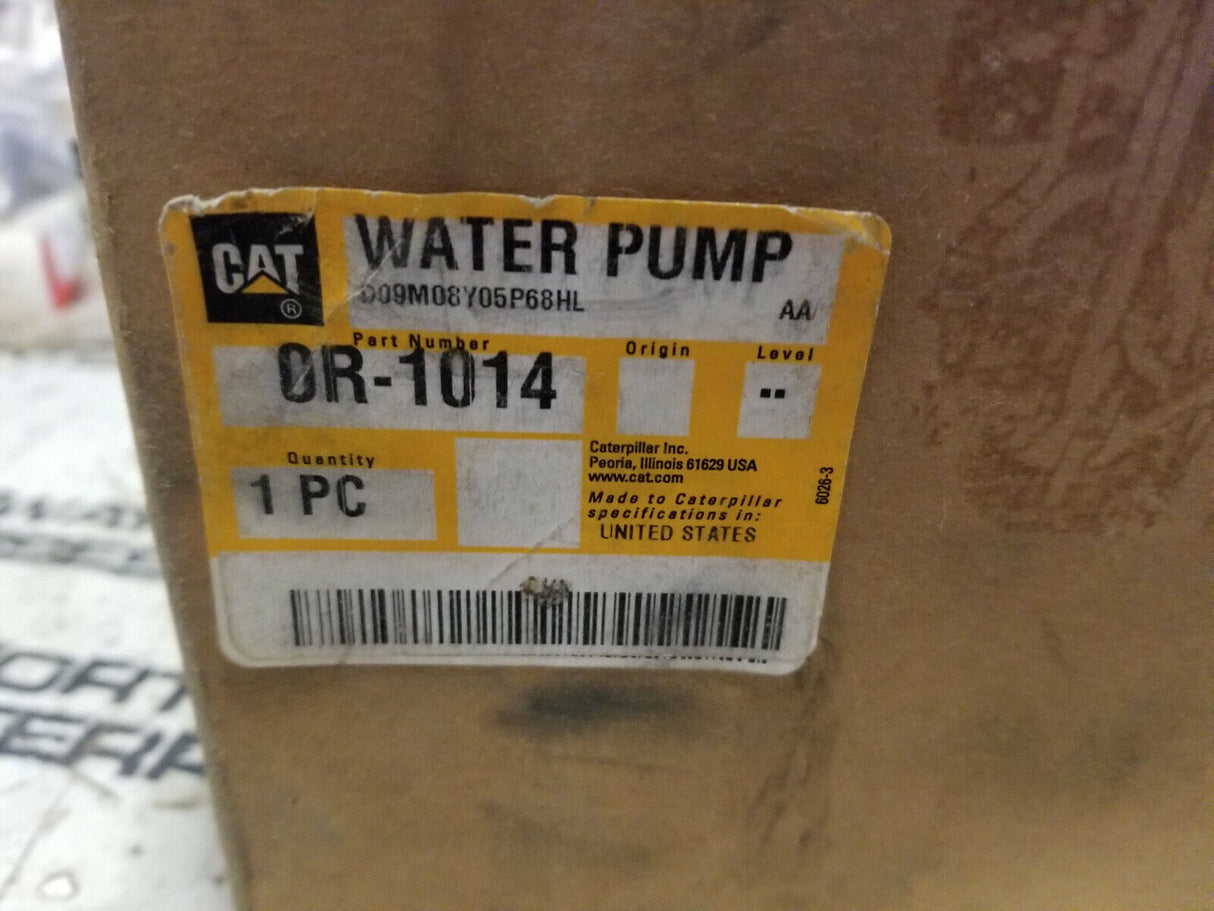 CAT ®
WATER PUMP
D09M08Y05P68HL
AA
Part Number
0R-1014
Origin
Level
--
Quantity
1 PC
Caterpillar Inc.
Peoria, Illinois 61629 USA
www.cat.com
Made to Caterpillar
specifications in:
UNITED STATES
6026-3